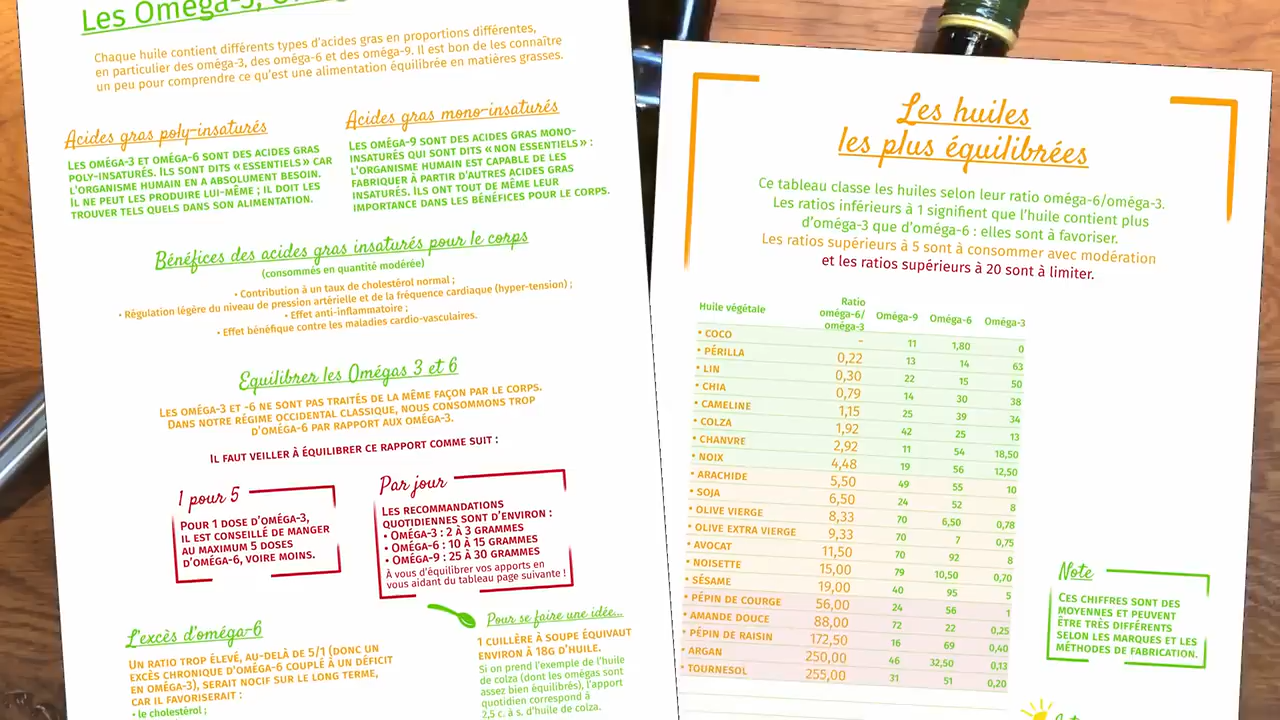 Les Oméga-3,
Chaque huile contient différents types d'acides gras en proportions différentes,
en particulier des oméga-3, des oméga-6 et des oméga-9. Il est bon de les connaître
un peu pour comprendre ce qu'est une alimentation équilibrée en matières grasses.
Acides gras poly-insaturés
LES OMÉGA-3 ET OMÉGA-6 SONT DES ACIDES GRAS
POLY-INSATURÉS. ILS SONT DITS « ESSENTIELS » CAR
L'ORGANISME HUMAIN EN A ABSOLUMENT BESOIN.
IL NE PEUT LES PRODUIRE LUI-MÊME ; IL DOIT LES
TROUVER TELS QUELS DANS SON ALIMENTATION.
Acides gras mono-insaturés
LES OMÉGA-9 SONT DES ACIDES GRAS MONO-
INSATURÉS QUI SONT DITS « NON ESSENTIELS » :
L'ORGANISME HUMAIN EST CAPABLE DE LES
FABRIQUER À PARTIR D'AUTRES ACIDES GRAS
INSATURÉS. ILS ONT TOUT DE MÊME LEUR
IMPORTANCE DANS LES BÉNÉFICES POUR LE CORPS.
Bénéfices des acides gras insaturés pour le corps
(consommés en quantité modérée)
• Contribution à un taux de cholestérol normal ;
• Régulation légère du niveau de pression artérielle et de la fréquence cardiaque (hyper-tension) ;
• Effet anti-inflammatoire ;
• Effet bénéfique contre les maladies cardio-vasculaires.
Equilibrer les Omégas 3 et 6
LES OMÉGA-3 ET -6 NE SONT PAS TRAITÉS DE LA MÊME FAÇON PAR LE CORPS.
DANS NOTRE RÉGIME OCCIDENTAL CLASSIQUE, NOUS CONSOMMONS TROP
D'OMÉGA-6 PAR RAPPORT AUX OMÉGA-3.
IL FAUT VEILLER À ÉQUILIBRER CE RAPPORT COMME SUIT :
1 pour 5
POUR 1 DOSE D'OMÉGA-3,
IL EST CONSEILLÉ DE MANGER
AU MAXIMUM 5 DOSES
D'OMÉGA-6, VOIRE MOINS.
Par jour
LES RECOMMANDATIONS
QUOTIDIENNES SONT D'ENVIRON :
• OMÉGA-3 : 2 À 3 GRAMMES
• OMÉGA-6 : 10 À 15 GRAMMES
• OMÉGA-9 : 25 À 30 GRAMMES
À vous d'équilibrer vos apports en
vous aidant du tableau page suivante !
L'excès d'oméga-6
UN RATIO TROP ÉLEVÉ, AU-DELÀ DE 5/1 (DONC UN
EXCÈS CHRONIQUE D'OMÉGA-6 COUPLÉ À UN DÉFICIT
EN OMÉGA-3), SERAIT NOCIF SUR LE LONG TERME,
CAR IL FAVORISERAIT :
• le cholestérol ;
Pour se faire une idée...
1 CUILLÈRE À SOUPE ÉQUIVAUT
ENVIRON À 18G D'HUILE.
Si on prend l'exemple de l'huile
de colza (dont les omégas sont
assez bien équilibrés), l'apport
quotidien correspond à
2,5 c. à s. d'huile de colza.
Les huiles
les plus équilibrées
Ce tableau classe les huiles selon leur ratio oméga-6/oméga-3.
Les ratios inférieurs à 1 signifient que l'huile contient plus
d'oméga-3 que d'oméga-6 : elles sont à favoriser.
Les ratios supérieurs à 5 sont à consommer avec modération
et les ratios supérieurs à 20 sont à limiter.
Huile végétale Ratio oméga-6/ oméga-3 Oméga-9 Oméga-6 Oméga-3
• COCO – 11 1,80 0
• PÉRILLA 0,22 13 14 63
• LIN 0,30 22 15 50
• CHIA 0,79 14 30 38
• CAMELINE 1,15 25 39 34
• COLZA 1,92 42 25 13
• CHANVRE 2,92 11 54 18,50
• NOIX 4,48 19 56 12,50
• ARACHIDE 5,50 49 55 10
• SOJA 6,50 24 52 8
• OLIVE VIERGE 8,33 70 6,50 0,78
• OLIVE EXTRA VIERGE 9,33 70 7 0,75
• AVOCAT 11,50 70 92 8
• NOISETTE 15,00 79 10,50 0,70
• SÉSAME 19,00 40 95 5
• PÉPIN DE COURGE 56,00 24 56 1
• AMANDE DOUCE 88,00 72 22 0,25
• PÉPIN DE RAISIN 172,50 16 69 0,40
• ARGAN 250,00 46 32,50 0,13
• TOURNESOL 255,00 31 51 0,20
Note
CES CHIFFRES SONT DES
MOYENNES ET PEUVENT
ÊTRE TRÈS DIFFÉRENTS
SELON LES MARQUES ET LES
MÉTHODES DE FABRICATION.